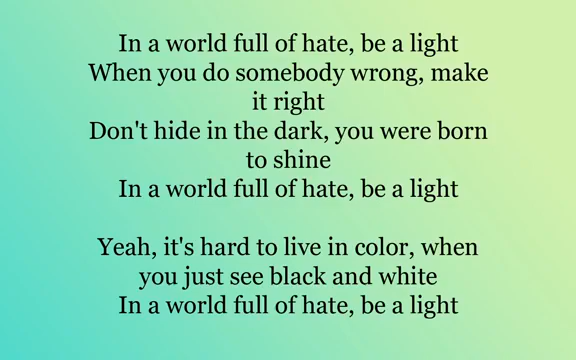 In a world full of hate, be a light
When you do somebody wrong, make
it right
Don't hide in the dark, you were born
to shine
In a world full of hate, be a light

Yeah, it's hard to live in color, when
you just see black and white
In a world full of hate, be a light